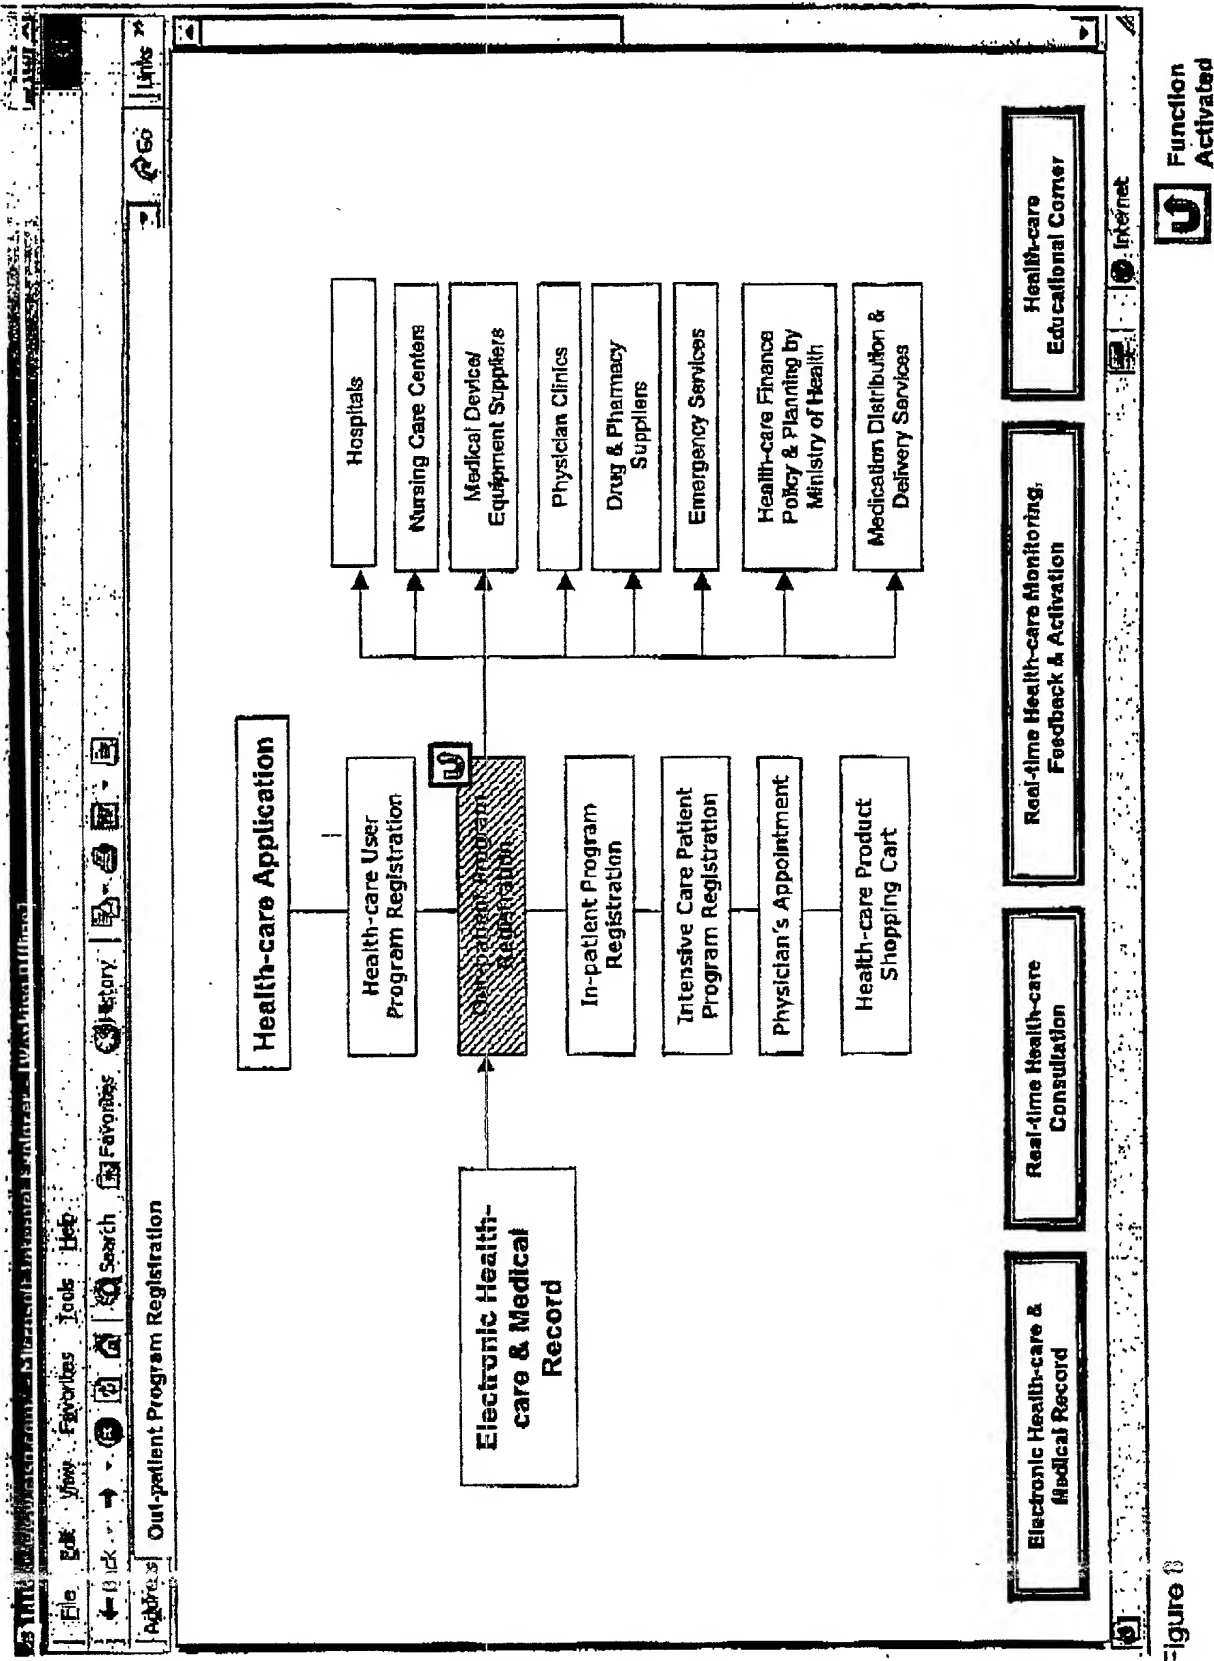 File Edit View Favorites Tools Help
Search Favorites History
Address Out-patient Program Registration Go Links »
Health-care Application
Health-care User
Program Registration
Out-patient Program
Registration
In-patient Program
Registration
Intensive Care Patient
Program Registration
Physician's Appointment
Health-care Product
Shopping Cart
Electronic Health-
care & Medical
Record
Hospitals
Nursing Care Centers
Medical Device/
Equipment Suppliers
Physician Clinics
Drug & Pharmacy
Suppliers
Emergency Services
Health-care Finance
Policy & Planning by
Ministry of Health
Medication Distribution &
Delivery Services
Electronic Health-care &
Medical Record
Real-time Health-care
Consultation
Real-time Health-care Monitoring,
Feedback & Activation
Health-care
Educational Corner
Internet
Figure
Function
Activated